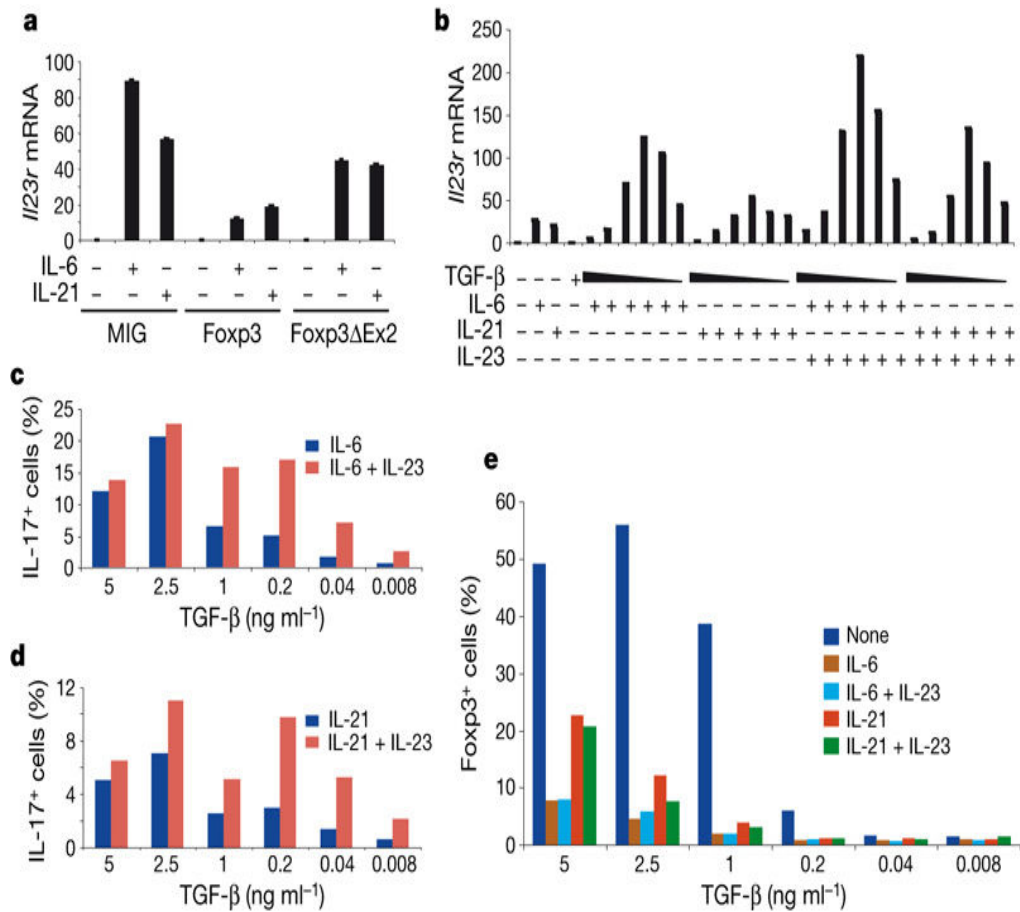 a
Il23r mRNA
100
80
60
40
20
0
IL-6 – + – – + – – + –
IL-21 – – + – – + – – +
MIG Foxp3 Foxp3ΔEx2
b
Il23r mRNA
250
200
150
100
50
0
TGF-β – – – +
IL-6 – + – – + + + + + + – – – – – – + + + + + + – – – – – –
IL-21 – – + – – – – – – – + + + + + + – – – – – – + + + + + +
IL-23 – – – – – – – – – – – – – – – – + + + + + + + + + + + +
c
IL-17+ cells (%)
25
20
15
10
5
0
IL-6
IL-6 + IL-23
5 2.5 1 0.2 0.04 0.008
TGF-β (ng ml–1)
d
IL-17+ cells (%)
12
8
4
0
IL-21
IL-21 + IL-23
5 2.5 1 0.2 0.04 0.008
TGF-β (ng ml–1)
e
Foxp3+ cells (%)
60
50
40
30
20
10
0
None
IL-6
IL-6 + IL-23
IL-21
IL-21 + IL-23
5 2.5 1 0.2 0.04 0.008
TGF-β (ng ml–1)